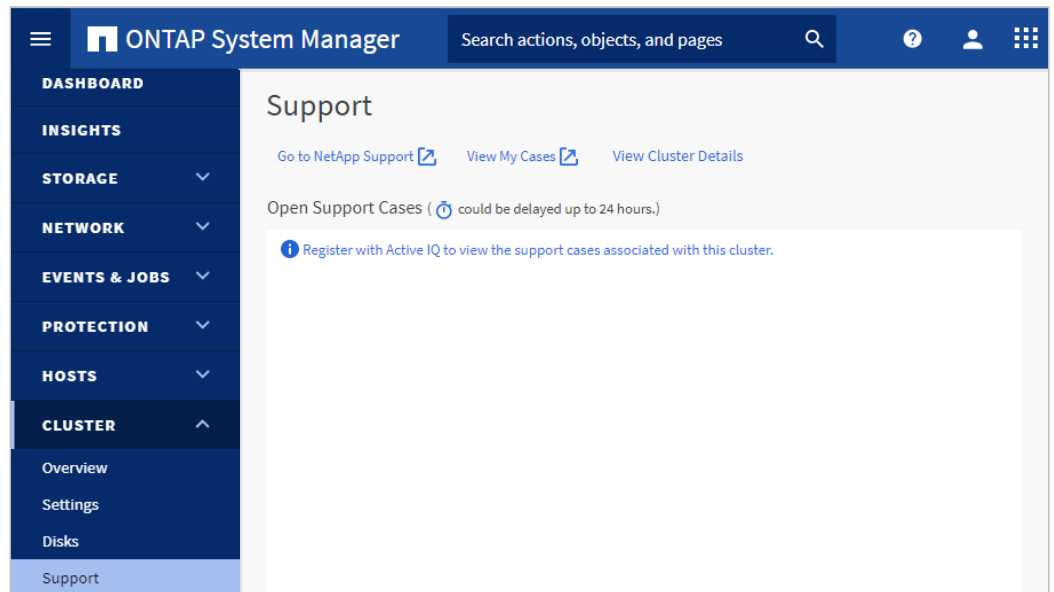 ONTAP System Manager
Search actions, objects, and pages
DASHBOARD
INSIGHTS
STORAGE
NETWORK
EVENTS & JOBS
PROTECTION
HOSTS
CLUSTER
Overview
Settings
Disks
Support
Support
Go to NetApp Support View My Cases View Cluster Details
Open Support Cases ( could be delayed up to 24 hours.)
Register with Active IQ to view the support cases associated with this cluster.